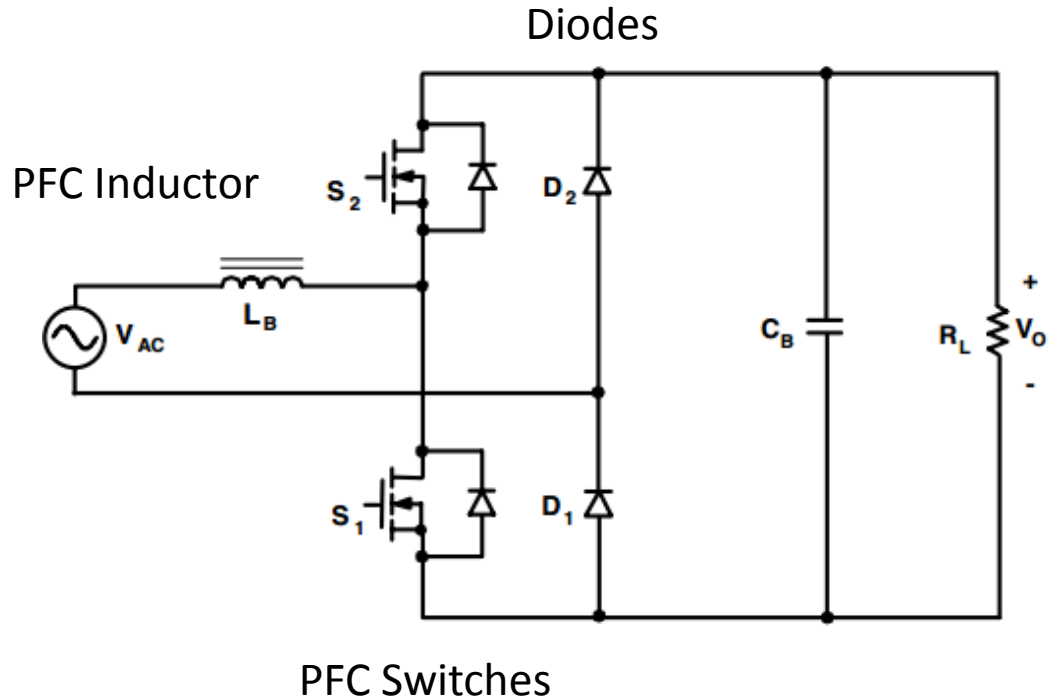 Diodes
PFC Inductor
S2
D2
+
LB
VAC
CB
RL
VO
-
S1
D1
PFC Switches